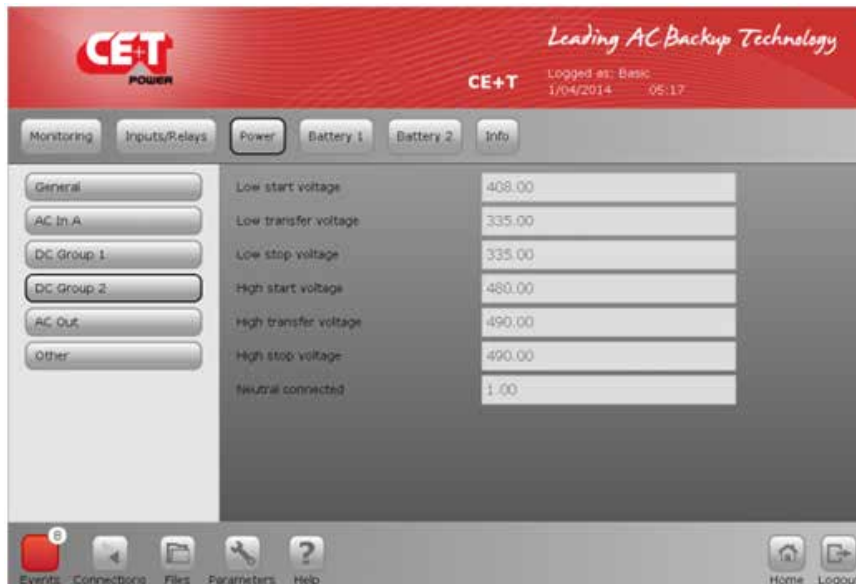 CE+T
POWER
Leading AC Backup Technology
CE+T
Logged as: Basic
1/04/2014 05:17
Monitoring Inputs/Relays Power Battery 1 Battery 2 Info
General
AC In A
DC Group 1
DC Group 2
AC Out
Other
Low start voltage 408.00
Low transfer voltage 335.00
Low stop voltage 335.00
High start voltage 480.00
High transfer voltage 490.00
High stop voltage 490.00
Neutral connected 1.00
8
Events Connections Files Parameters Help Home Logout